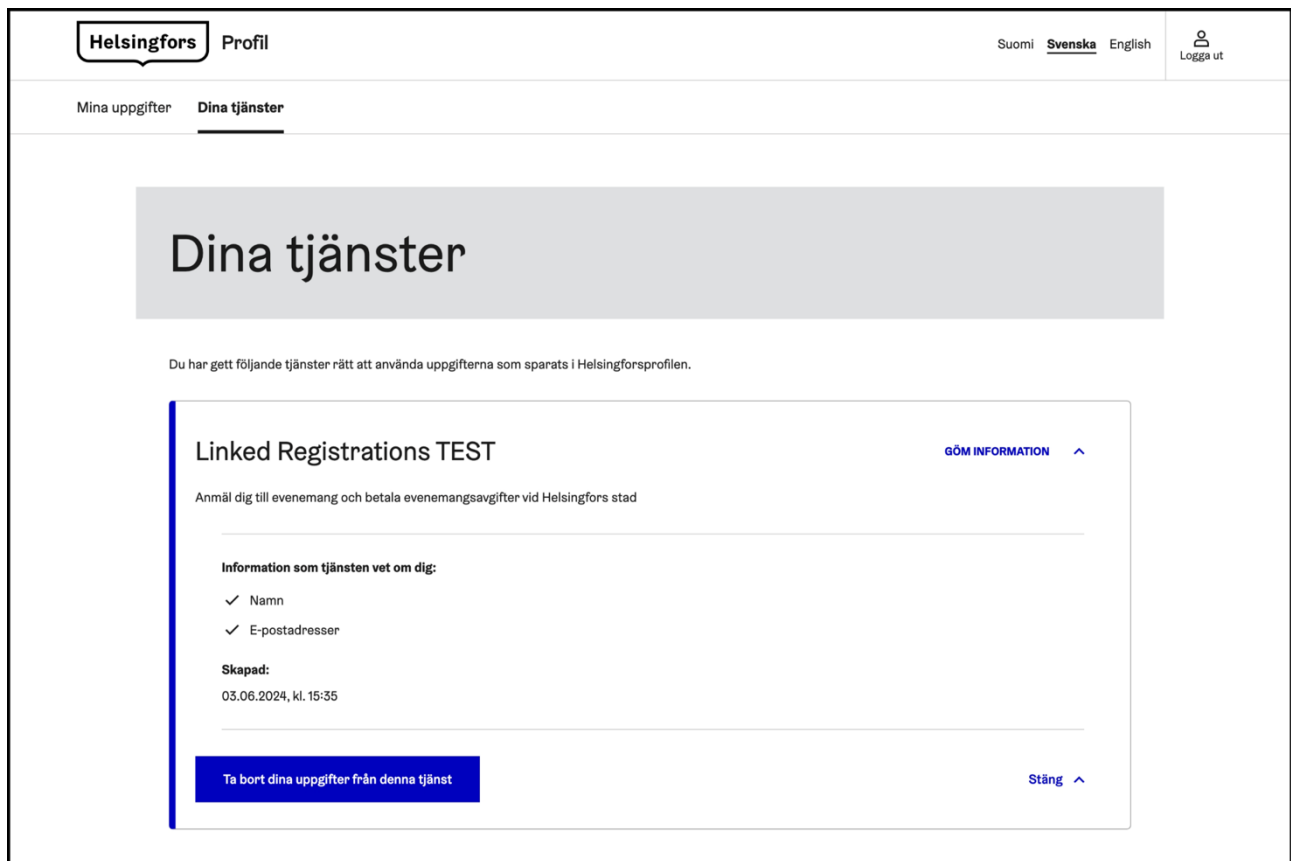 Helsingfors Profil
Suomi Svenska English
Logga ut
Mina uppgifter Dina tjänster
Dina tjänster
Du har gett följande tjänster rätt att använda uppgifterna som sparats i Helsingforsprofilen.
Linked Registrations TEST
GÖM INFORMATION
Anmäl dig till evenemang och betala evenemangsavgifter vid Helsingfors stad
Information som tjänsten vet om dig:
Namn
E-postadresser
Skapad:
03.06.2024, kl. 15:35
Ta bort dina uppgifter från denna tjänst
Stäng